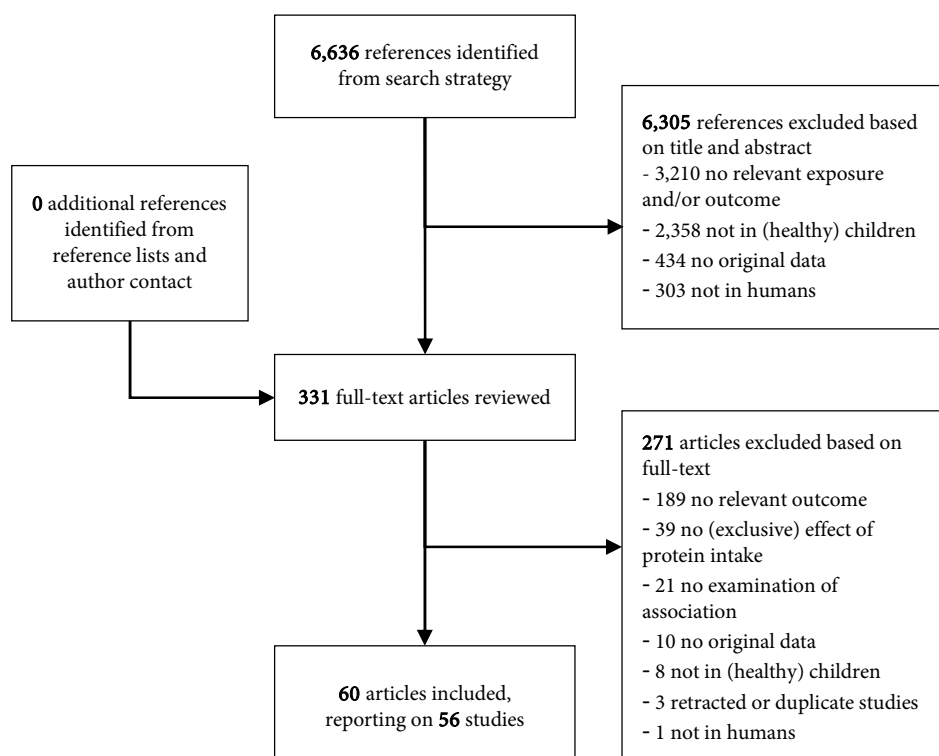 6,636 references identified
from search strategy
6,305 references excluded based
on title and abstract
- 3,210 no relevant exposure
and/or outcome
- 2,358 not in (healthy) children
- 434 no original data
- 303 not in humans
0 additional references
identified from
reference lists and
author contact
331 full-text articles reviewed
271 articles excluded based on
full-text
- 189 no relevant outcome
- 39 no (exclusive) effect of
protein intake
- 21 no examination of
association
- 10 no original data
- 8 not in (healthy) children
- 3 retracted or duplicate studies
- 1 not in humans
60 articles included,
reporting on 56 studies